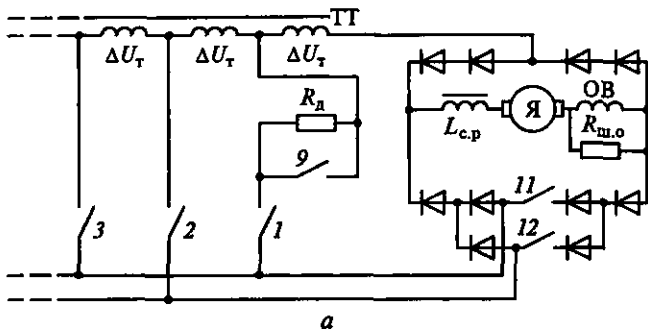 ТТ
ΔUт ΔUт ΔUт
Rд
ОВ
Lс.р Я Rш.о
9
11
3 2 1 12
а